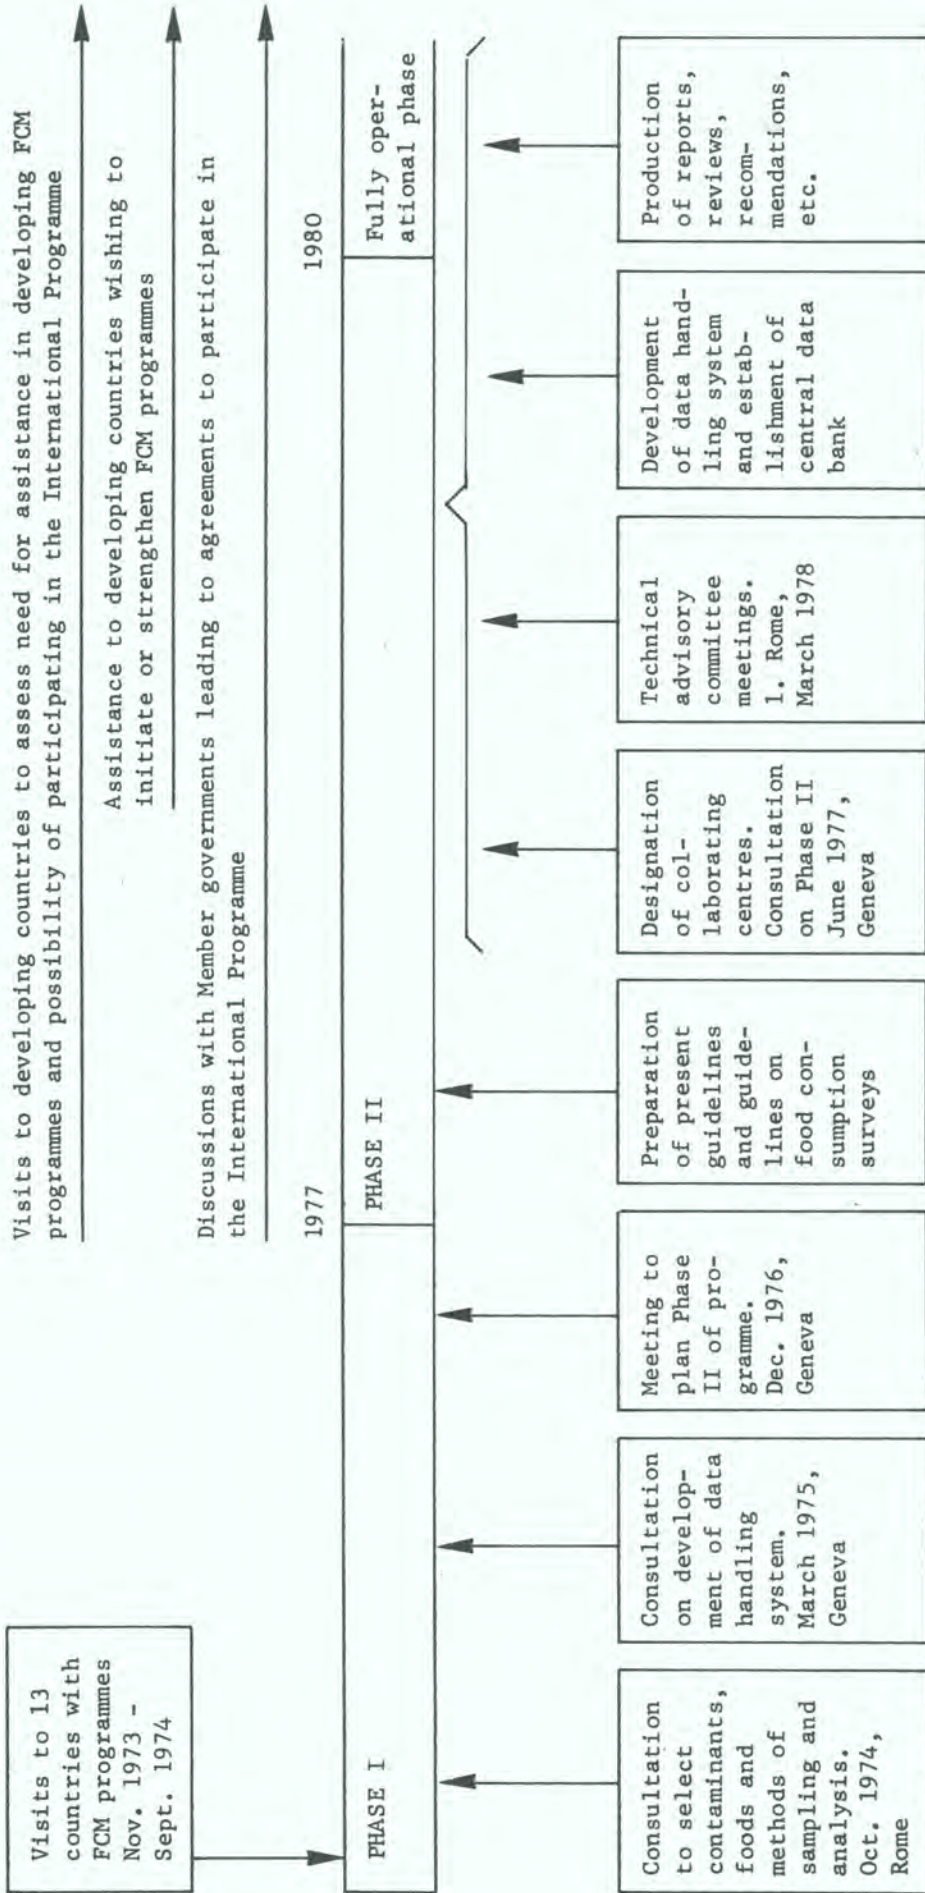 Visits to developing countries to assess need for assistance in developing FCM
programmes and possibility of participating in the International Programme
Assistance to developing countries wishing to
initiate or strengthen FCM programmes
Discussions with Member governments leading to agreements to participate in
the International Programme
Visits to 13
countries with
FCM programmes
Nov. 1973 -
Sept. 1974
1977
1980
PHASE I
PHASE II
Fully oper-
ational phase
Consultation
to select
contaminants,
foods and
methods of
sampling and
analysis.
Oct. 1974,
Rome
Consultation
on develop-
ment of data
handling
system.
March 1975,
Geneva
Meeting to
plan Phase
II of pro-
gramme.
Dec. 1976,
Geneva
Preparation
of present
guidelines
and guide-
lines on
food con-
sumption
surveys
Designation
of col-
laborating
centres.
Consultation
on Phase II
June 1977,
Geneva
Technical
advisory
committee
meetings.
1. Rome,
March 1978
Development
of data hand-
ling system
and estab-
lishment of
central data
bank
Production
of reports,
reviews,
recom-
mendations,
etc.